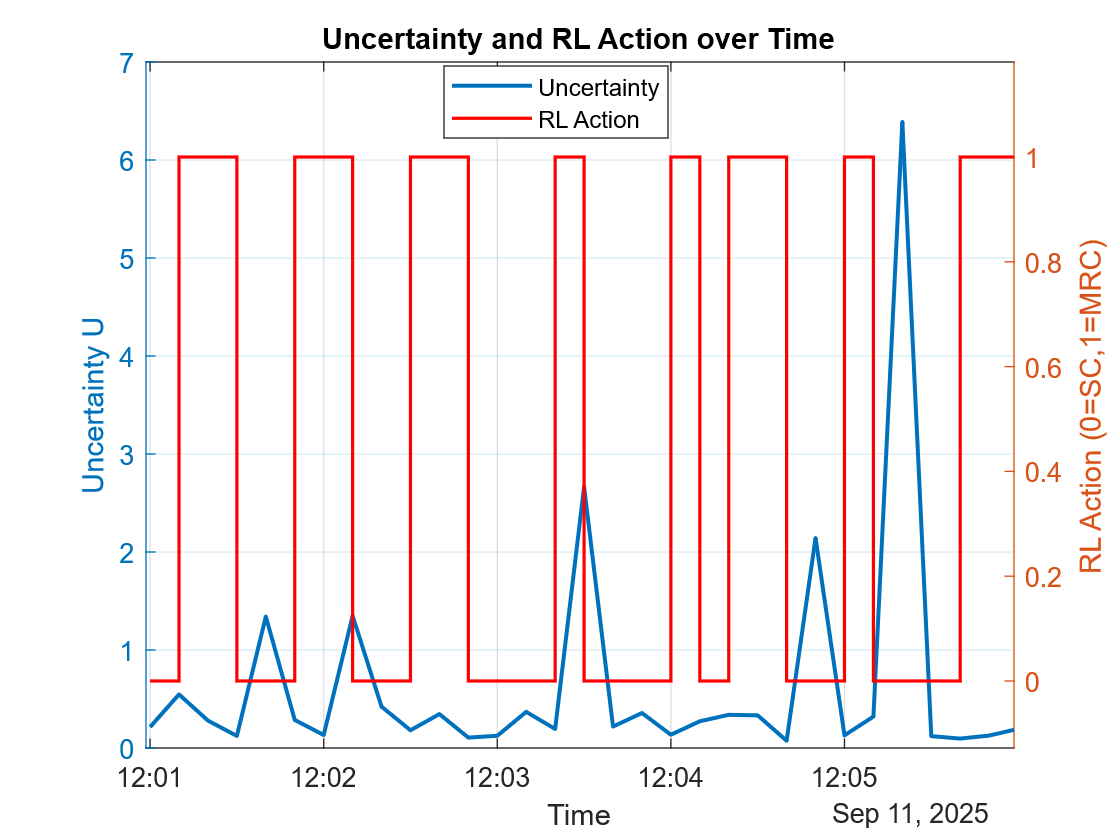 Uncertainty and RL Action over Time
Uncertainty
RL Action
7
6
5
4
3
2
1
0
Uncertainty U
1
0.8
0.6
0.4
0.2
0
RL Action (0=SC,1=MRC)
12:01 12:02 12:03 12:04 12:05
Time
Sep 11, 2025